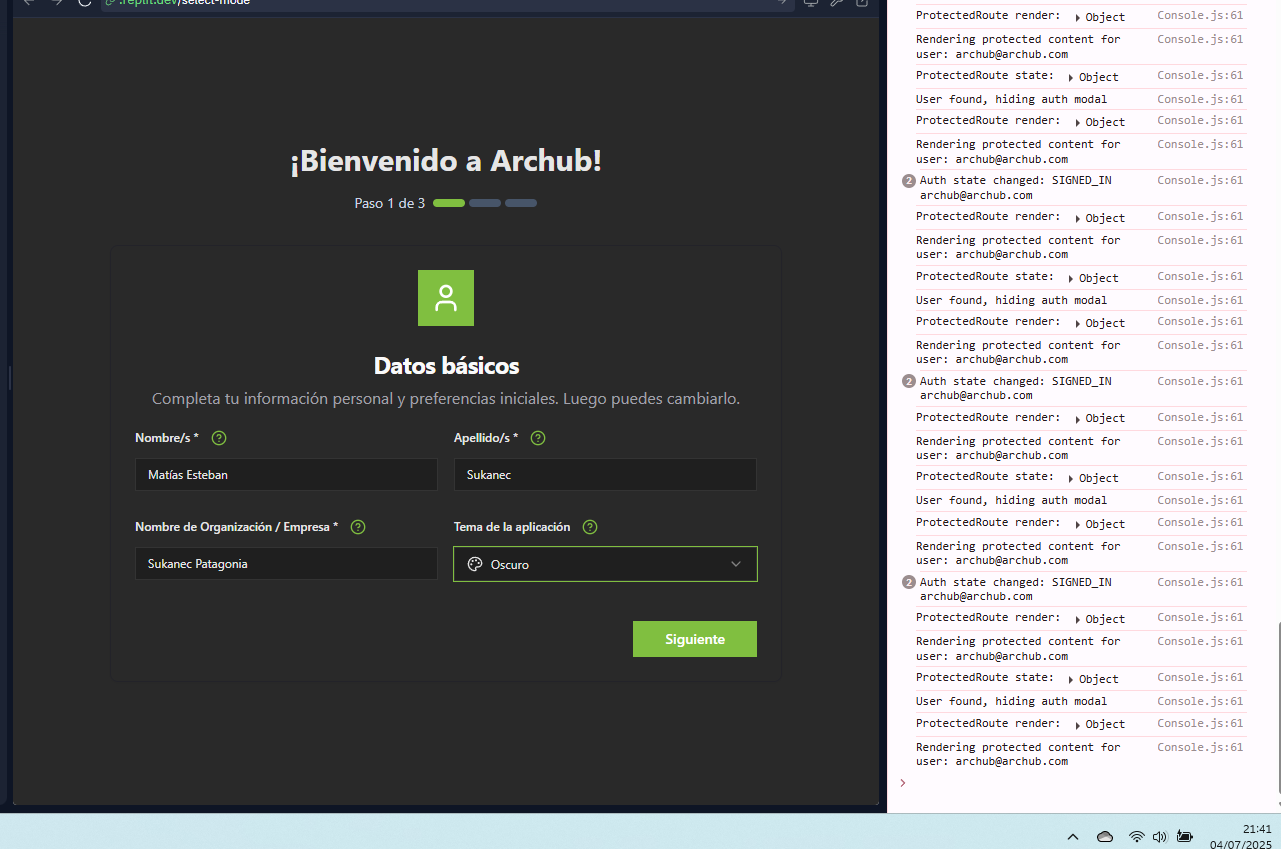 .replit.dev/select-mode
¡Bienvenido a Archub!
Paso 1 de 3
Datos básicos
Completa tu información personal y preferencias iniciales. Luego puedes cambiarlo.
Nombre/s * ?
Apellido/s * ?
Matías Esteban
Sukanec
Nombre de Organización / Empresa * ?
Tema de la aplicación ?
Sukanec Patagonia
Oscuro
Siguiente
ProtectedRoute render: Object Console.js:61
Rendering protected content for Console.js:61
user: archub@archub.com
ProtectedRoute state: Object Console.js:61
User found, hiding auth modal Console.js:61
ProtectedRoute render: Object Console.js:61
Rendering protected content for Console.js:61
user: archub@archub.com
2 Auth state changed: SIGNED_IN Console.js:61
archub@archub.com
ProtectedRoute render: Object Console.js:61
Rendering protected content for Console.js:61
user: archub@archub.com
ProtectedRoute state: Object Console.js:61
User found, hiding auth modal Console.js:61
ProtectedRoute render: Object Console.js:61
Rendering protected content for Console.js:61
user: archub@archub.com
2 Auth state changed: SIGNED_IN Console.js:61
archub@archub.com
ProtectedRoute render: Object Console.js:61
Rendering protected content for Console.js:61
user: archub@archub.com
ProtectedRoute state: Object Console.js:61
User found, hiding auth modal Console.js:61
ProtectedRoute render: Object Console.js:61
Rendering protected content for Console.js:61
user: archub@archub.com
2 Auth state changed: SIGNED_IN Console.js:61
archub@archub.com
ProtectedRoute render: Object Console.js:61
Rendering protected content for Console.js:61
user: archub@archub.com
ProtectedRoute state: Object Console.js:61
User found, hiding auth modal Console.js:61
ProtectedRoute render: Object Console.js:61
Rendering protected content for Console.js:61
user: archub@archub.com
21:41
04/07/2025